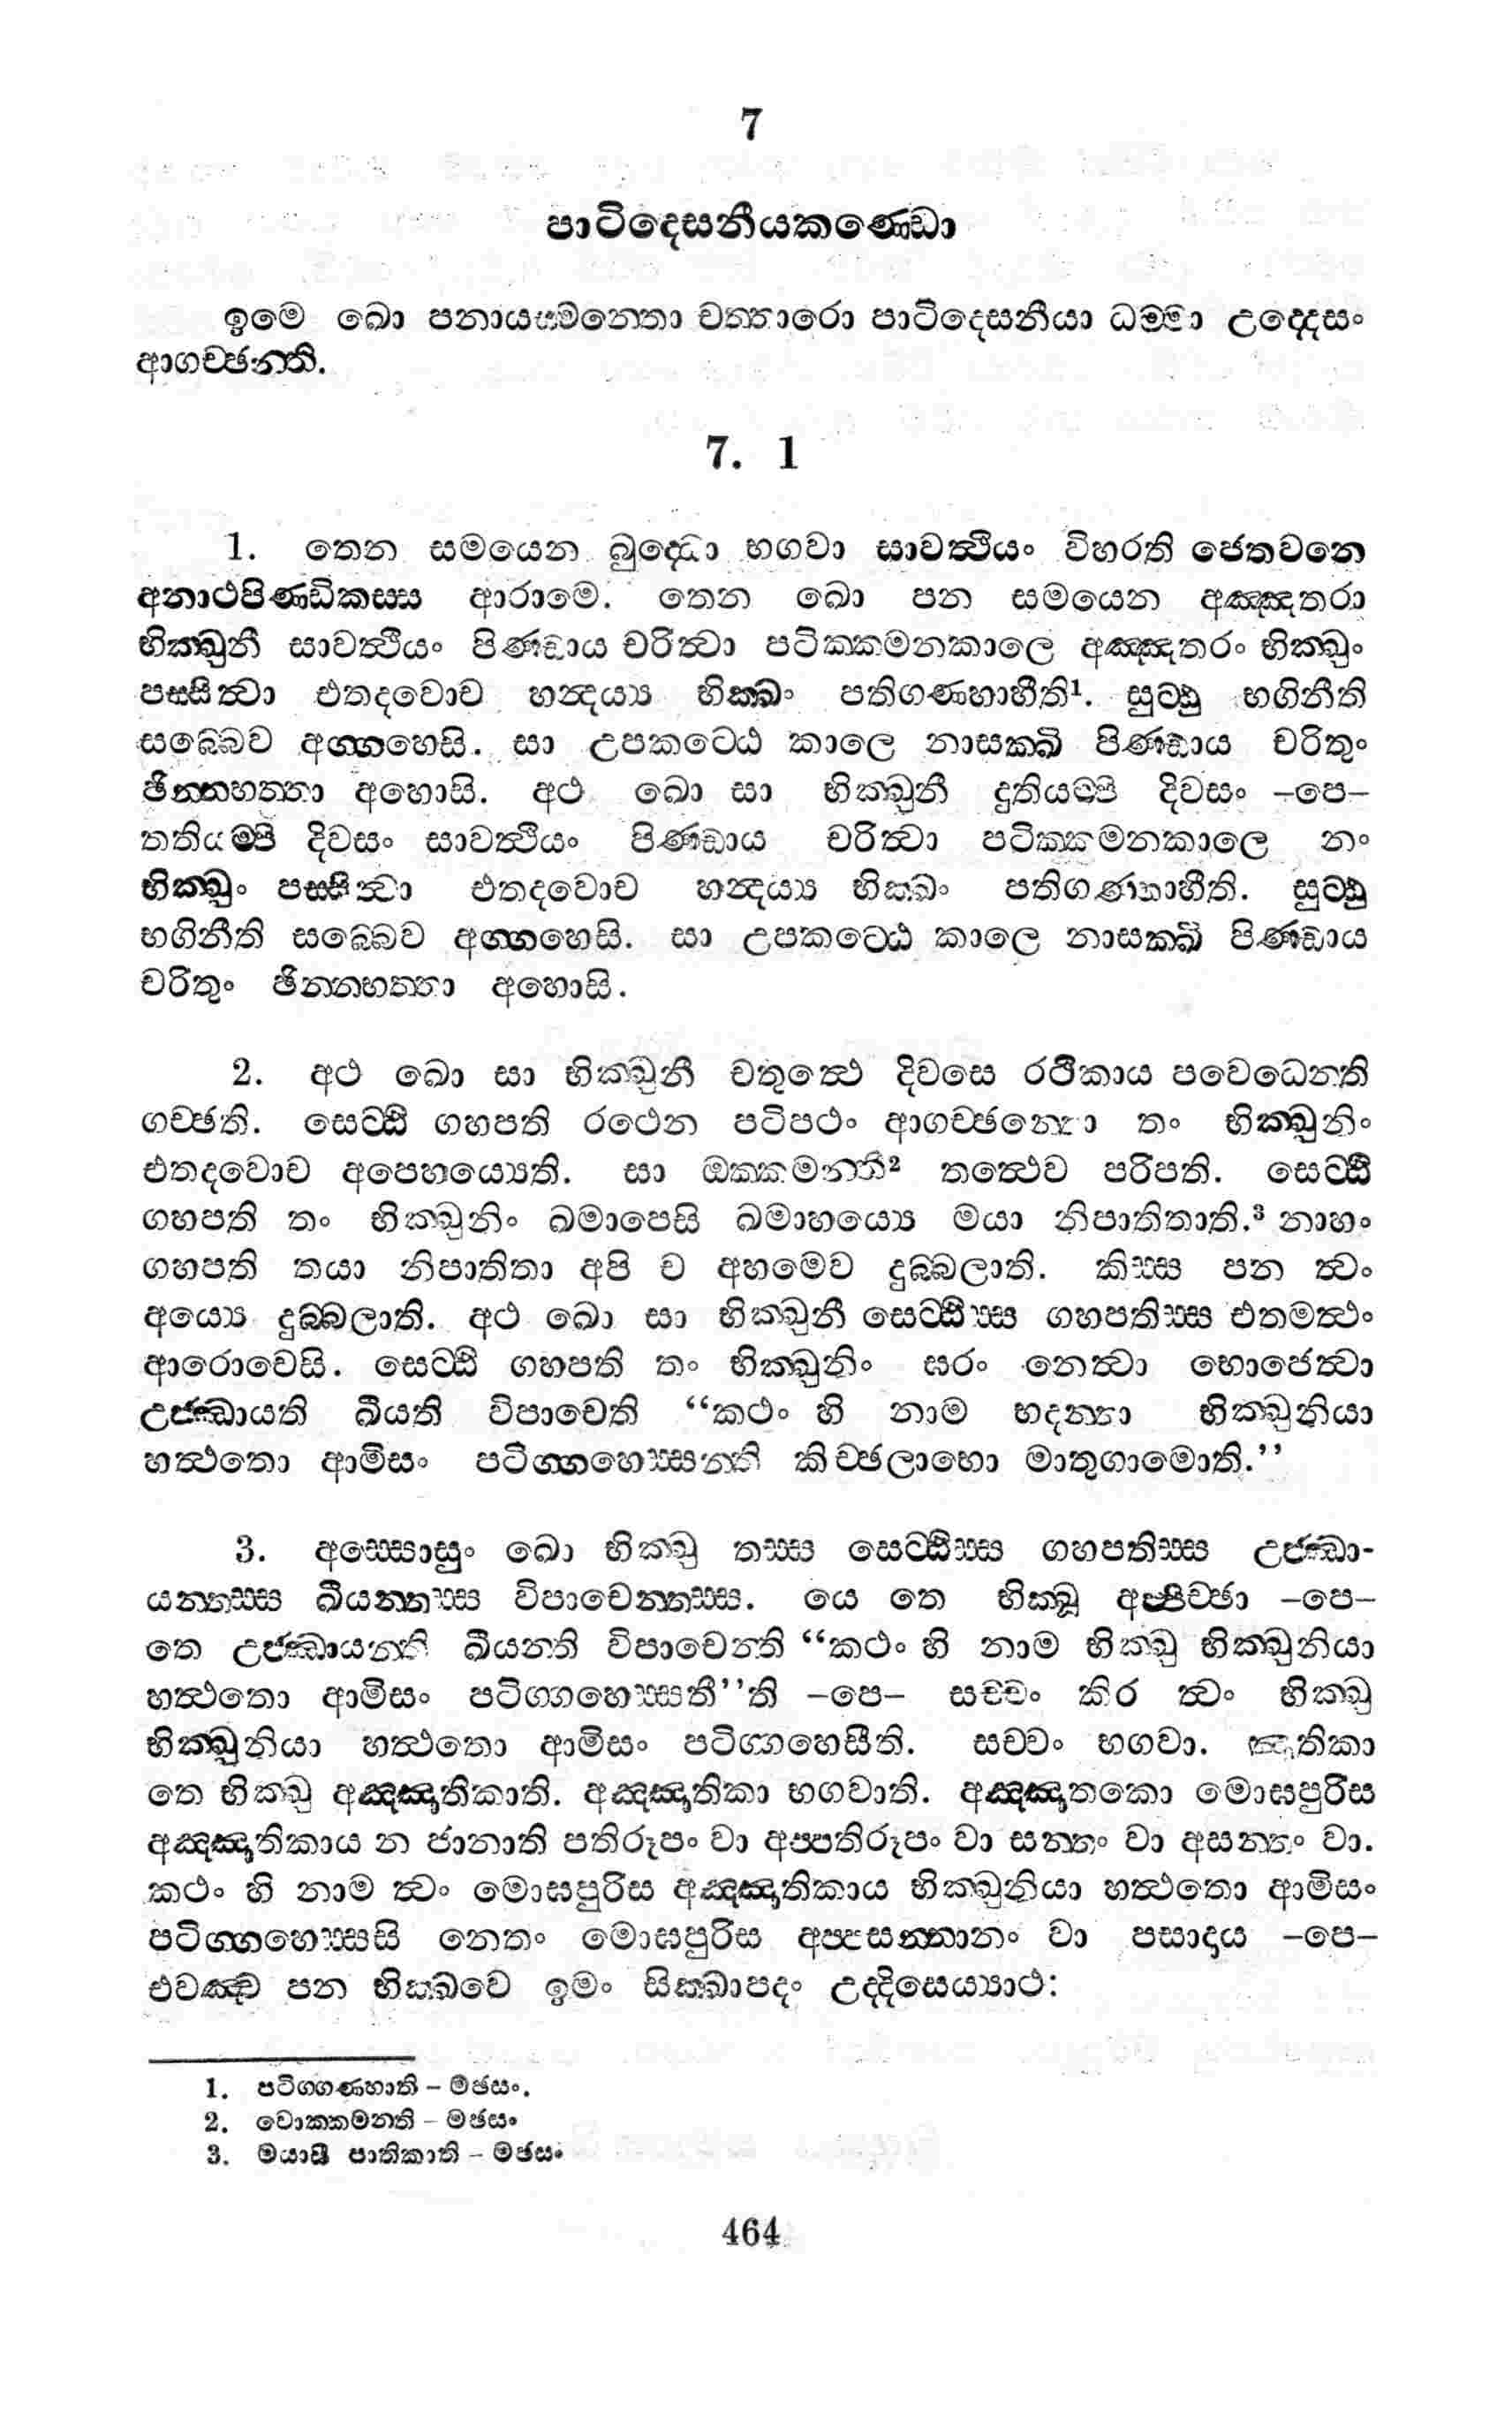 7
පාටිදෙසනීයකණ්ඩො
ඉමෙ ඛො පනායස්මන්තො චත්තාරො පාටිදෙසනීයා ධම්මා උද්දෙසං
ආගච්ඡන්ති.
7. 1
1. තෙන සමයෙන බුද්ධො භගවා සාවත්ථියං විහරති ජෙතවනෙ
අනාථපිණ්ඩිකස්ස ආරාමෙ. තෙන ඛො පන සමයෙන අඤ්ඤතරා
භික්ඛුනී සාවත්ථියං පිණ්ඩාය චරිත්වා පටික්කමනකාලෙ අඤ්ඤතරං භික්ඛුං
පස්සිත්වා එතදවොච හන්දය්‍ය භික්ඛං පතිගණ්හාහීති¹. සුට්ඨු භගිනීති
සබ්බෙව අග්ගහෙසි. සා උපකට්ඨෙ කාලෙ නාසක්ඛි පිණ්ඩාය චරිතුං
ඡින්නභත්තා අහොසි. අථ ඛො සා භික්ඛුනී දුතියම්පි දිවසං –පෙ–
තතියම්පි දිවසං සාවත්ථියං පිණ්ඩාය චරිත්වා පටික්කමනකාලෙ නං
භික්ඛුං පස්සිත්වා එතදවොච හන්දය්‍ය භික්ඛං පතිගණ්හාහීති. සුට්ඨු
භගිනීති සබ්බෙව අග්ගහෙසි. සා උපකට්ඨෙ කාලෙ නාසක්ඛි පිණ්ඩාය
චරිතුං ඡින්නභත්තා අහොසි.
2. අථ ඛො සා භික්ඛුනී චතුත්ථෙ දිවසෙ රථිකාය පවෙධෙන්ති
ගච්ඡති. සෙට්ඨි ගහපති රථෙන පටිපථං ආගච්ඡන්තො තං භික්ඛුනිං
එතදවොච අපෙහය්‍යෙති. සා ඔක්කමන්තී² තත්ථෙව පරිපති. සෙට්ඨි
ගහපති තං භික්ඛුනිං ඛමාපෙසි ඛමාහය්‍යෙ මයා නිපාතිතාති.³ නාහං
ගහපති තයා නිපාතිතා අපි ච අහමෙව දුබ්බලාති. කිස්ස පන ත්වං
අය්‍යෙ දුබ්බලාති. අථ ඛො සා භික්ඛුනී සෙට්ඨිස්ස ගහපතිස්ස එතමත්ථං
ආරොචෙසි. සෙට්ඨි ගහපති තං භික්ඛුනිං ඝරං නෙත්වා භොජෙත්වා
උජ්ඣායති ඛීයති විපාචෙති “කථං හි නාම භදන්තා භික්ඛුනියා
හත්ථතො ආමිසං පටිග්ගහෙස්සන්ති කිච්ඡලාභො මාතුගාමොති.’’
3. අස්සොසුං ඛො භික්ඛු තස්ස සෙට්ඨිස්ස ගහපතිස්ස උජ්ඣා-
යන්තස්ස ඛීයන්තස්ස විපාචෙන්තස්ස. යෙ තෙ භික්ඛූ අප්පිච්ඡා –පෙ–
තෙ උජ්ඣායන්ති ඛීයන්ති විපාචෙන්ති “කථං හි නාම භික්ඛු භික්ඛුනියා
හත්ථතො ආමිසං පටිග්ගහෙස්සතී’’ති –පෙ– සච්චං කිර ත්වං භික්ඛු
භික්ඛුනියා හත්ථතො ආමිසං පටිග්ගහෙසීති. සච්චං භගවා. ඤාතිකා
තෙ භික්ඛු අඤ්ඤාතිකාති. අඤ්ඤාතිකා භගවාති. අඤ්ඤාතකො මොඝපුරිස
අඤ්ඤාතිකාය න ජානාති පතිරූපං වා අප්පතිරූපං වා සන්තං වා අසන්තං වා.
කථං හි නාම ත්වං මොඝපුරිස අඤ්ඤාතිකාය භික්ඛුනියා හත්ථතො ආමිසං
පටිග්ගහෙස්සසි නෙතං මොඝපුරිස අප්පසන්නානං වා පසාදාය –පෙ–
එවඤ්ච පන භික්ඛවෙ ඉමං සික්ඛාපදං උද්දිසෙය්‍යාථ:
1. පටිග්ගණ්හාති – මඡසං.
2. වොක්කමන්ති – මඡසං
3. මයාසි පාතිකාති – මඡසං
464